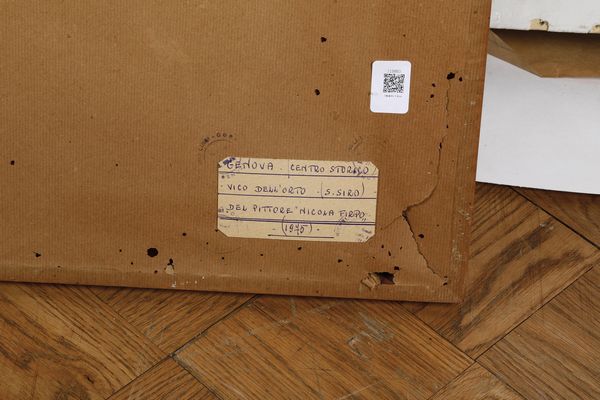 GENOVA . CENTRO STORICO
VICO DELL'ORTO . (S. SIRO)
DEL PITTORE "NICOLA FIRPO"
. (1975) .